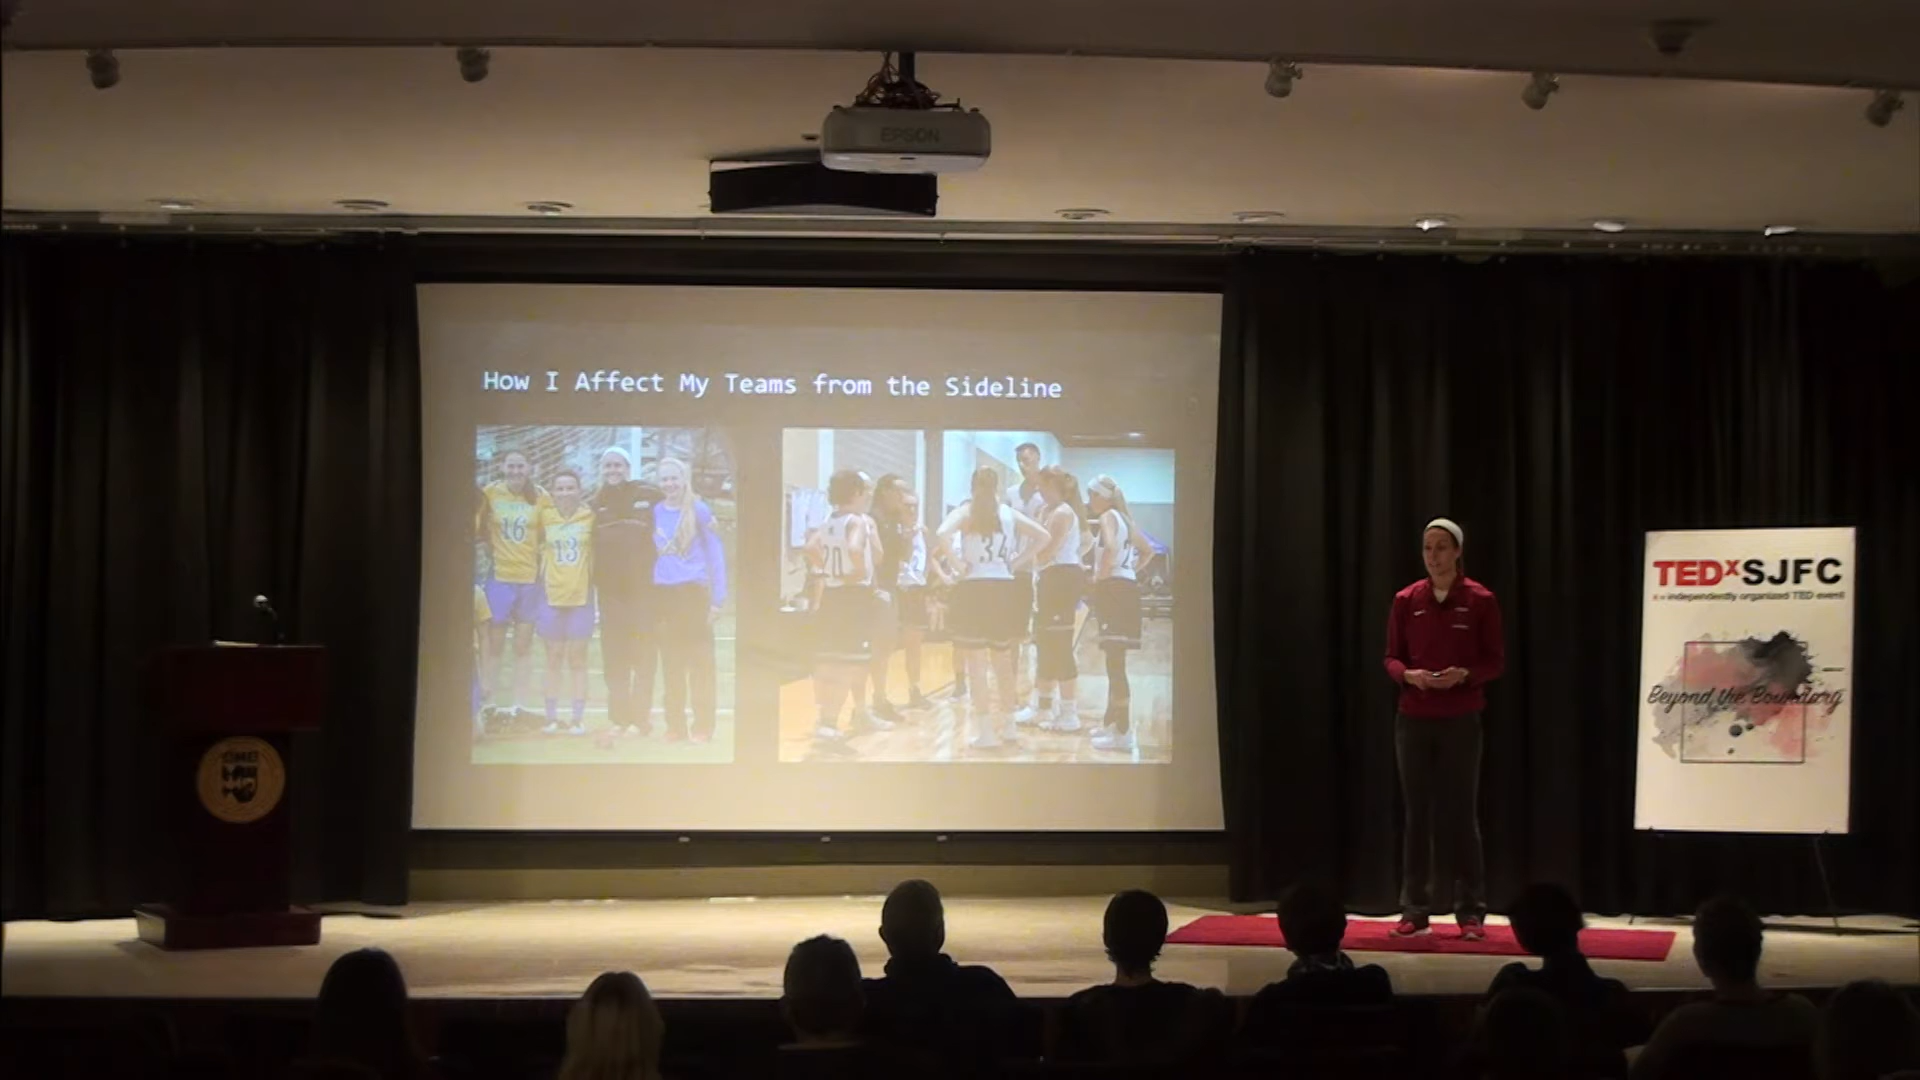 EPSON
How I Affect My Teams from the Sideline
16
13
20
34
TEDxSJFC
x = independently organized TED event
Beyond the Boundary